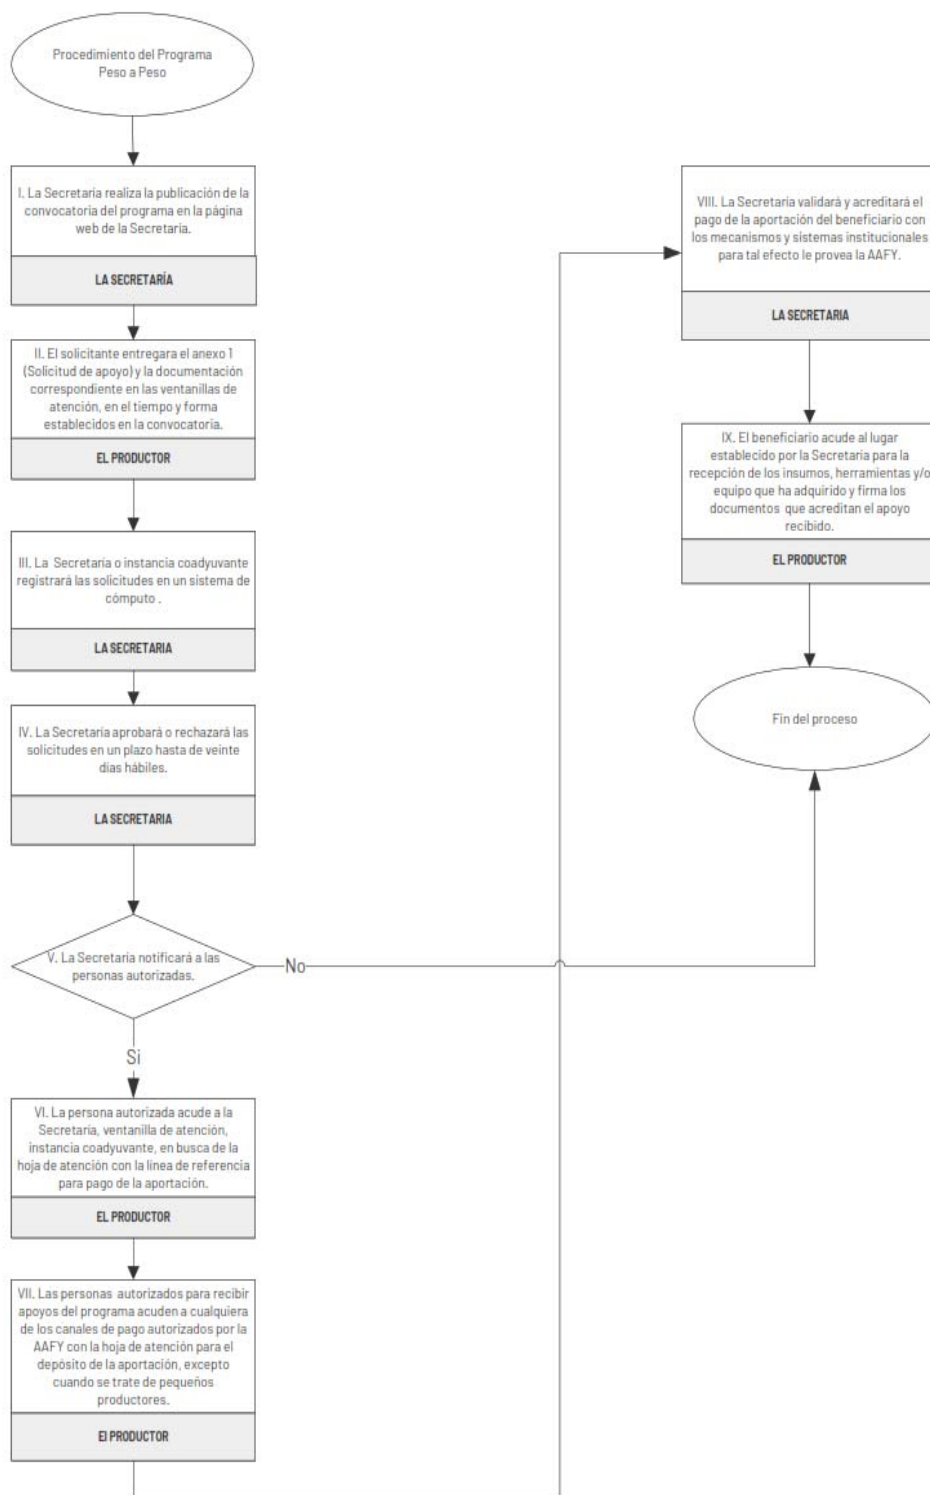 Procedimiento del Programa
Peso a Peso
I. La Secretaría realiza la publicación de la
convocatoria del programa en la página
web de la Secretaría.
LA SECRETARÍA
II. El solicitante entregara el anexo 1
(Solicitud de apoyo) y la documentación
correspondiente en las ventanillas de
atención, en el tiempo y forma
establecidos en la convocatoria.
EL PRODUCTOR
III. La Secretaría o instancia coadyuvante
registrará las solicitudes en un sistema de
cómputo .
LA SECRETARIA
IV. La Secretaría aprobará o rechazará las
solicitudes en un plazo hasta de veinte
días hábiles.
LA SECRETARIA
V. La Secretaría notificará a las
personas autorizadas.
No
Si
VI. La persona autorizada acude a la
Secretaría, ventanilla de atención,
instancia coadyuvante, en busca de la
hoja de atención con la línea de referencia
para pago de la aportación.
EL PRODUCTOR
VII. Las personas autorizados para recibir
apoyos del programa acuden a cualquiera
de los canales de pago autorizados por la
AAFY con la hoja de atención para el
depósito de la aportación, excepto
cuando se trate de pequeños
productores.
El PRODUCTOR
VIII. La Secretaría validará y acreditará el
pago de la aportación del beneficiario con
los mecanismos y sistemas institucionales
para tal efecto le provea la AAFY.
LA SECRETARIA
IX. El beneficiario acude al lugar
establecido por la Secretaría para la
recepción de los insumos, herramientas y/o
equipo que ha adquirido y firma los
documentos que acreditan el apoyo
recibido.
EL PRODUCTOR
Fin del proceso